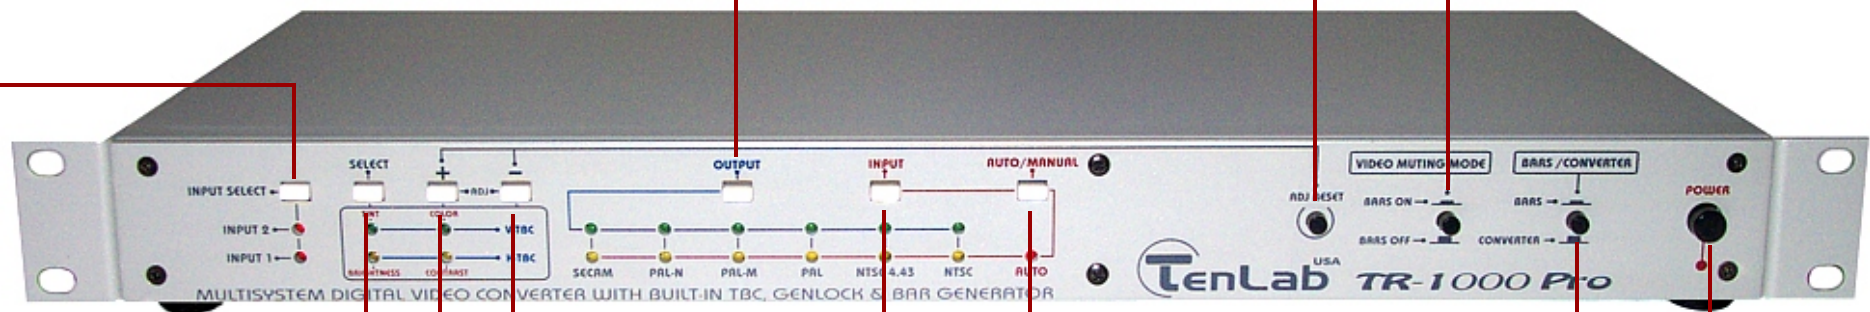 SELECT
+
-
OUTPUT
INPUT
AUTO/MANUAL
VIDEO MUTING MODE
BARS/CONVERTER
INPUT SELECT
ADJ
POWER
TINT
COLOR
ADJ RESET
BARS ON
BARS
INPUT 2
V-TBC
BARS OFF
CONVERTER
INPUT 1
H-TBC
BRIGHTNESS
CONTRAST
SECAM
PAL-N
PAL-M
PAL
NTSC 4.43
NTSC
AUTO
TENLAB USA
TR-1000 Pro
MULTISYSTEM DIGITAL VIDEO CONVERTER WITH BUILT-IN TBC, GENLOCK & BAR GENERATOR